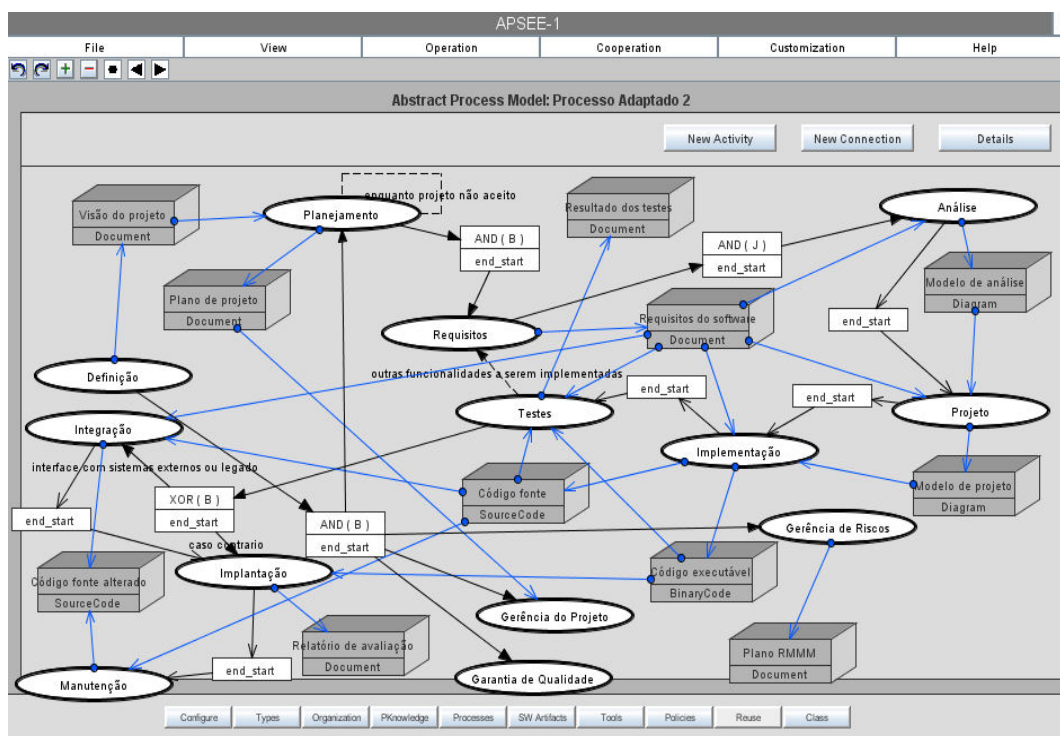 APSEE-1
File View Operation Cooperation Customization Help
Abstract Process Model: Processo Adaptado 2
New Activity New Connection Details
enquanto projeto não aceito
Planejamento
Visão do projeto
Document
Resultado dos testes
Document
Análise
AND ( B )
end_start
AND ( J )
end_start
Plano de projeto
Document
Modelo de análise
Diagram
Requisitos
Requisitos do software
Document
end_start
outras funcionalidades a serem implementadas
Definição
end_start
end_start
Testes
Projeto
Integração
Implementação
interface com sistemas externos ou legado
XOR ( B )
end_start
Código fonte
SourceCode
Modelo de projeto
Diagram
end_start
AND ( B )
end_start
Gerência de Riscos
caso contrario
Implantação
Código fonte alterado
SourceCode
Código executável
BinaryCode
Gerência do Projeto
Relatório de avaliação
Document
Plano RMMM
Document
end_start
Manutenção
Garantia de Qualidade
Configure Types Organization PKnowledge Processes SW Artifacts Tools Policies Reuse Class